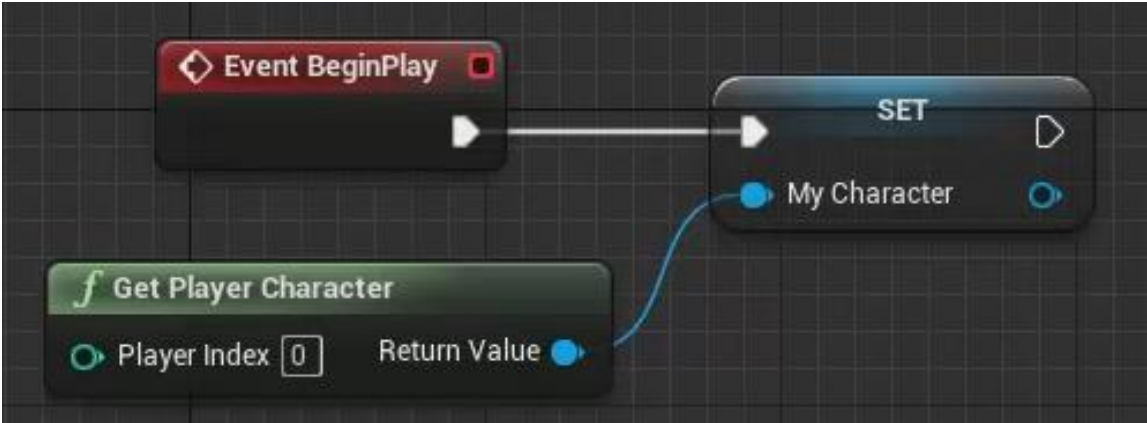 Event BeginPlay
SET
My Character
f Get Player Character
Player Index 0 Return Value